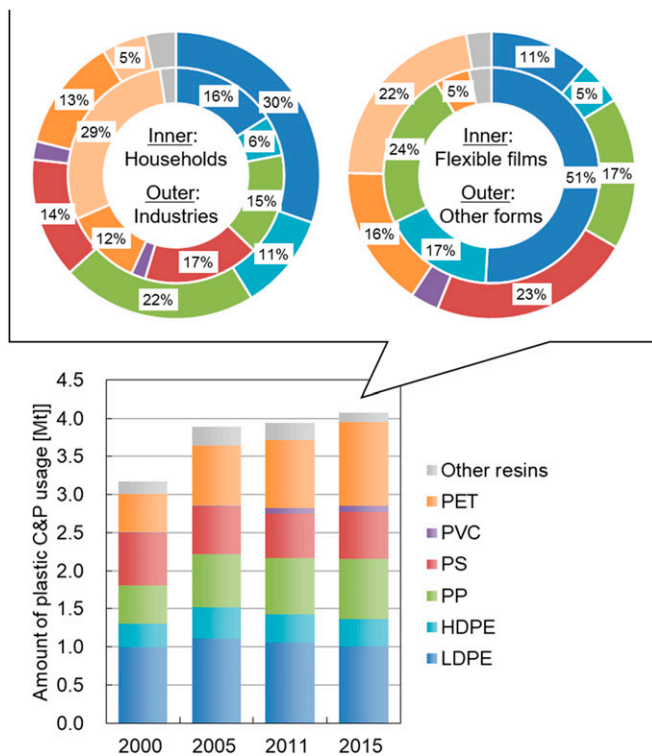 5%
16%
30%
13%
29%
6%
Inner:
Households
Outer:
Industries
15%
14%
12%
17%
11%
22%
11%
5%
22%
5%
24%
Inner:
Flexible films
Outer:
Other forms
51%
17%
16%
17%
23%
Amount of plastic C&P usage [Mt]]
4.5
4.0
3.5
3.0
2.5
2.0
1.5
1.0
0.5
0.0
2000
2005
2011
2015
Other resins
PET
PVC
PS
PP
HDPE
LDPE